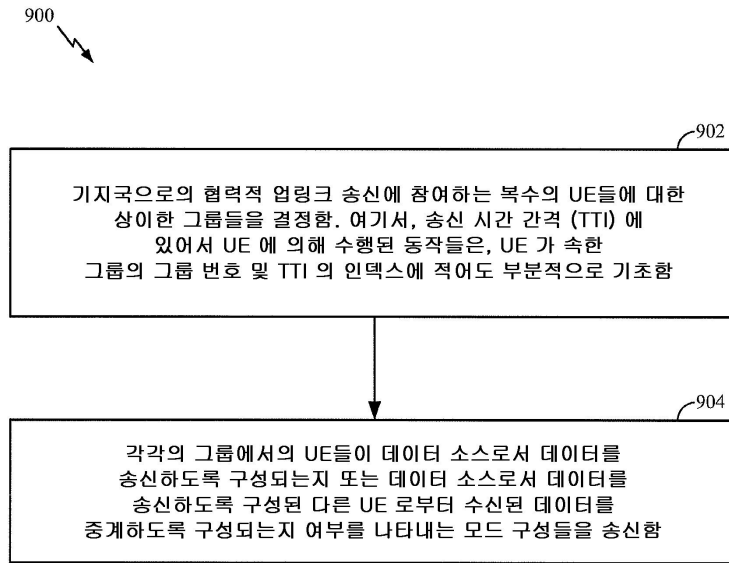 900
902
기지국으로의 협력적 업링크 송신에 참여하는 복수의 UE들에 대한
상이한 그룹들을 결정함. 여기서, 송신 시간 간격 (TTI) 에
있어서 UE 에 의해 수행된 동작들은, UE 가 속한
그룹의 그룹 번호 및 TTI 의 인덱스에 적어도 부분적으로 기초함
904
각각의 그룹에서의 UE들이 데이터 소스로서 데이터를
송신하도록 구성되는지 또는 데이터 소스로서 데이터를
송신하도록 구성된 다른 UE 로부터 수신된 데이터를
중계하도록 구성되는지 여부를 나타내는 모드 구성들을 송신함